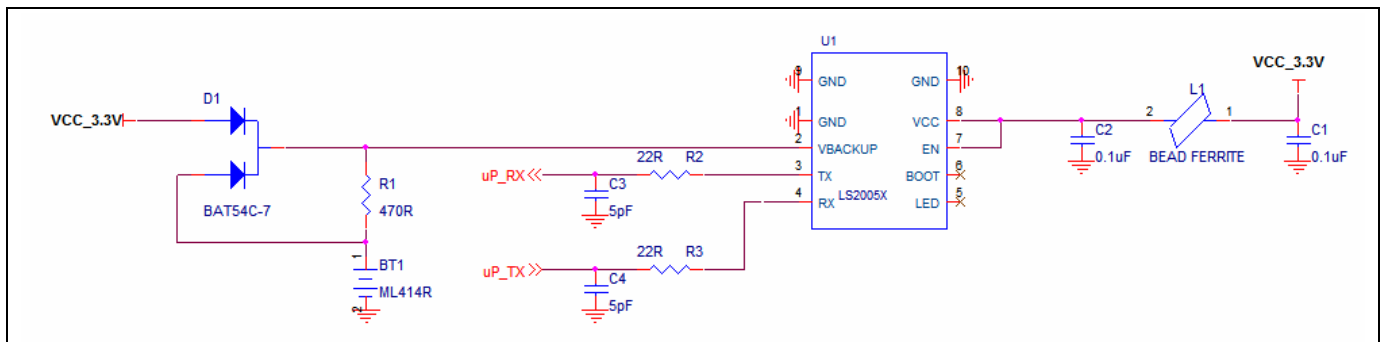 U1
VCC_3.3V
D1
BAT54C-7
R1
470R
1
BT1
ML414R
2
uP_RX
22R R2
C3
5pF
uP_TX
22R R3
C4
5pF
9 GND
1 GND
2 VBACKUP
3 TX
4 RX
LS2005X
GND 10
VCC 8
EN 7
BOOT 6
LED 5
C2
0.1uF
2 L1 1
BEAD FERRITE
VCC_3.3V
C1
0.1uF